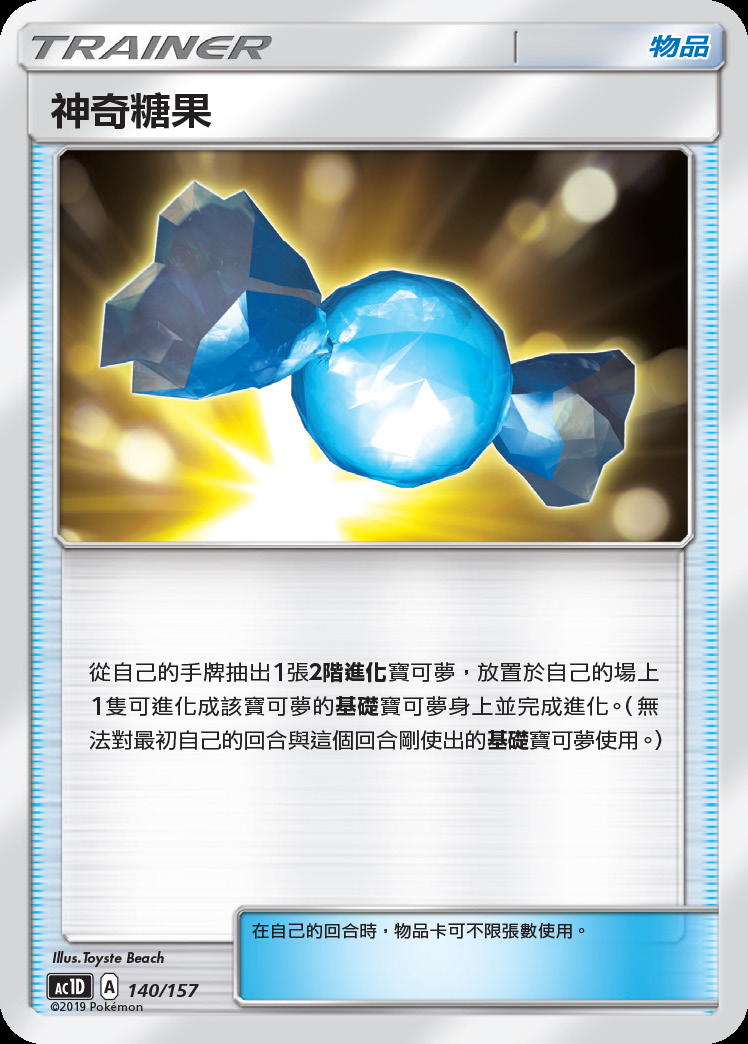 TRAINER 物品
神奇糖果
從自己的手牌抽出1張2階進化寶可夢，放置於自己的場上
1隻可進化成該寶可夢的基礎寶可夢身上並完成進化。（無
法對最初自己的回合與這個回合剛使出的基礎寶可夢使用。）
在自己的回合時，物品卡可不限張數使用。
Illus. Toyste Beach
AC1D A 140/157
©2019 Pokémon